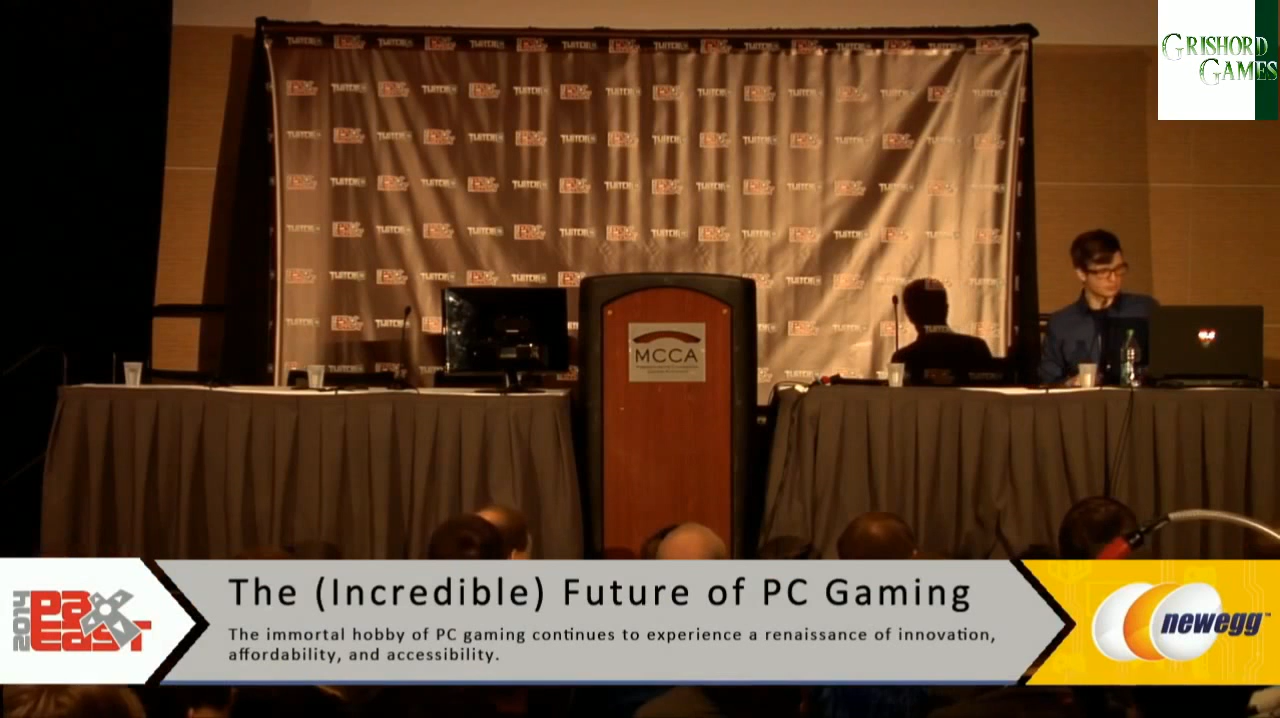 GRISHORD
GAMES
MCCA
The (Incredible) Future of PC Gaming
The immortal hobby of PC gaming continues to experience a renaissance of innovation,
affordability, and accessibility.
2014
PAX
EAST
newegg